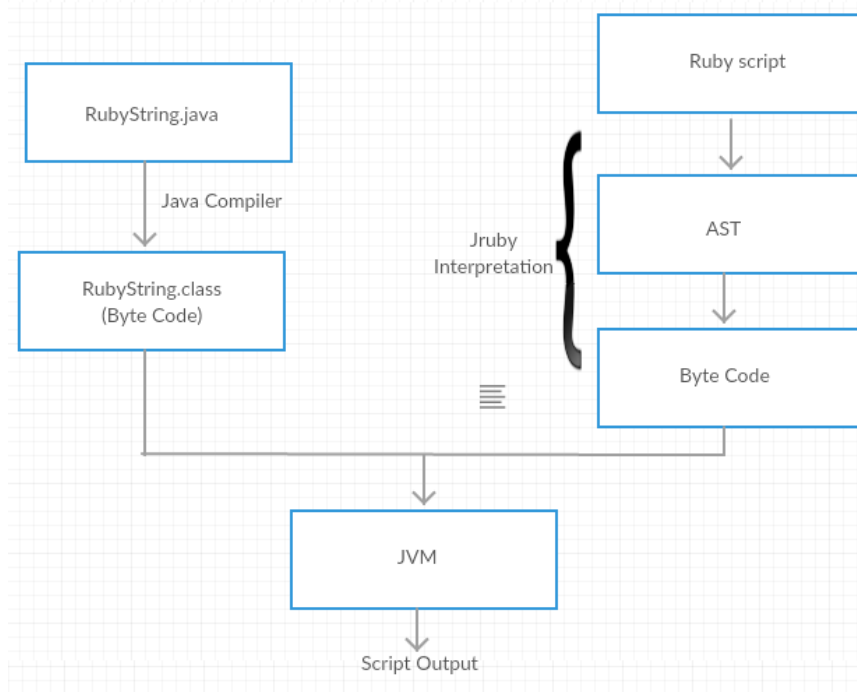 RubyString.java
Java Compiler
RubyString.class
(Byte Code)
Ruby script
AST
Jruby
Interpretation
Byte Code
JVM
Script Output